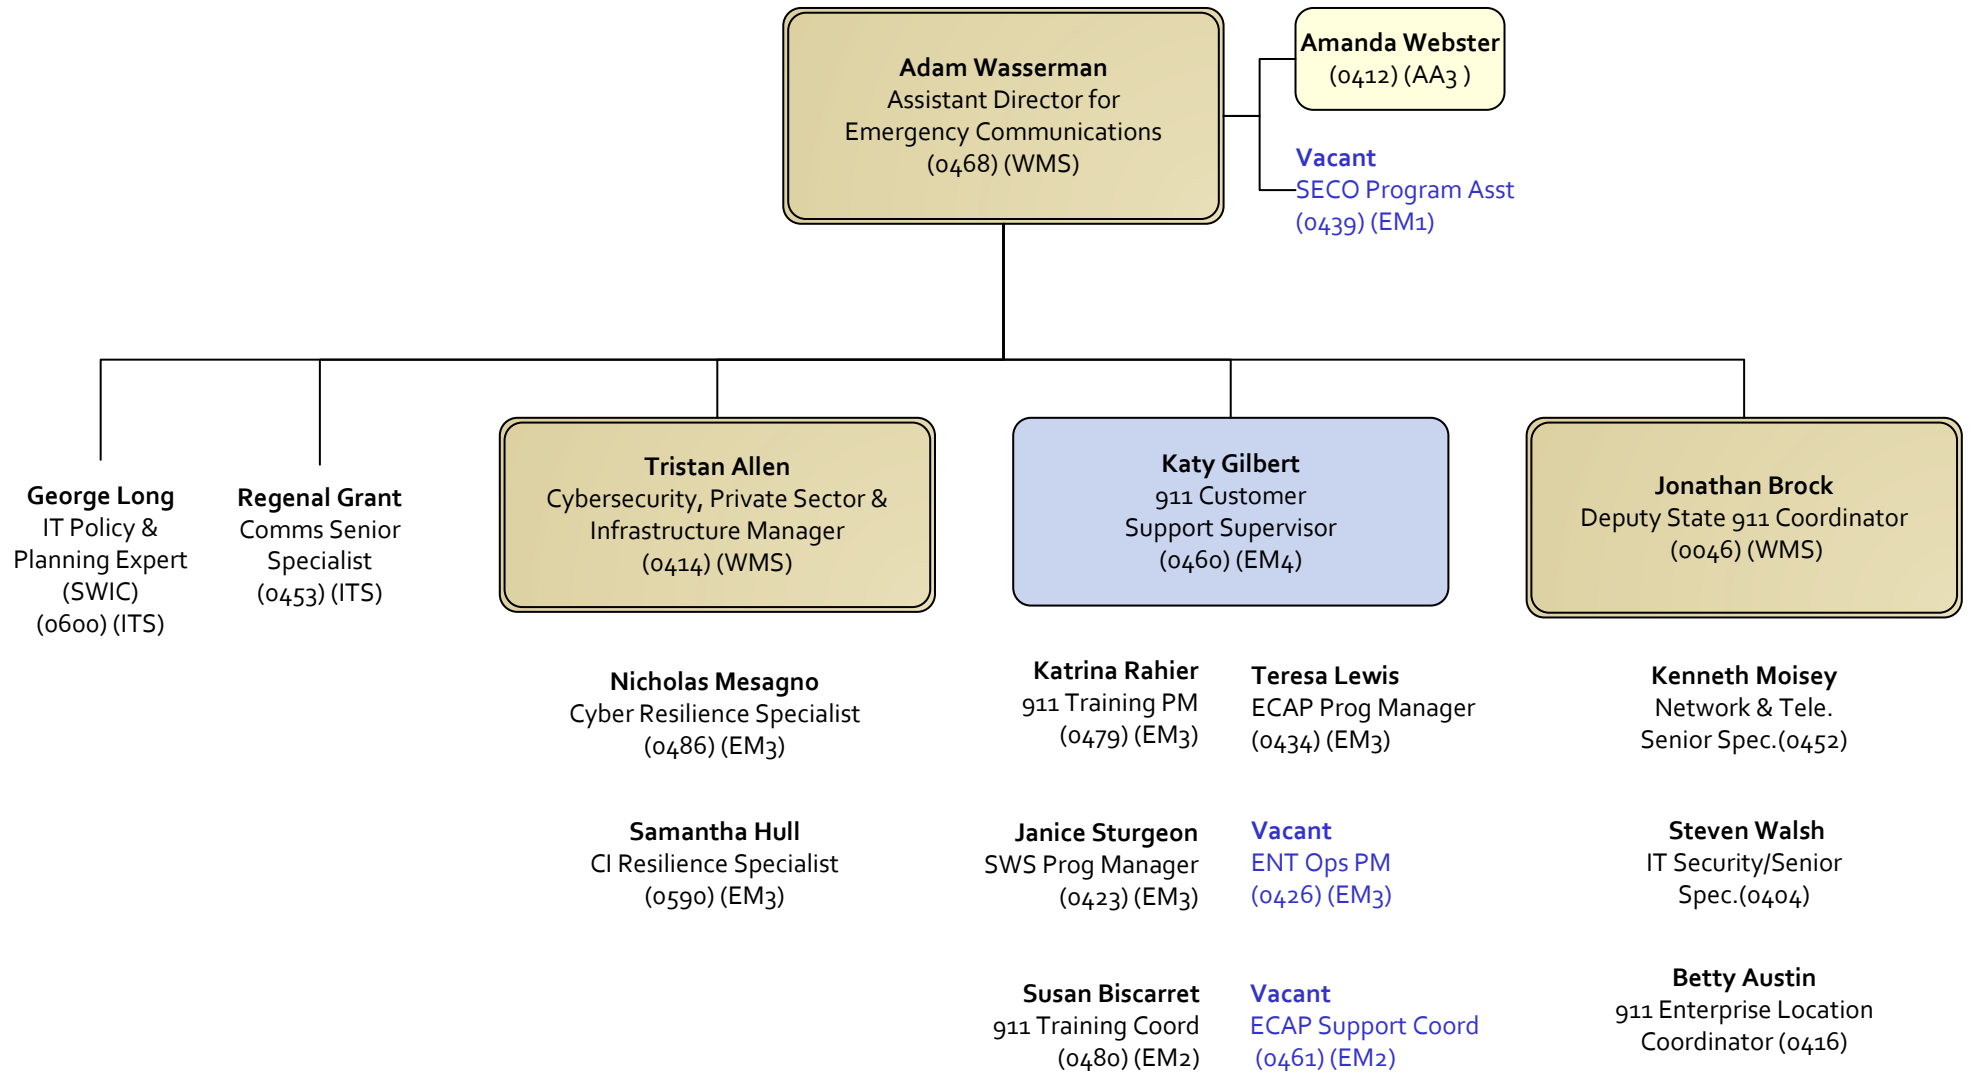 Adam Wasserman
Assistant Director for
Emergency Communications
(0468) (WMS)
Amanda Webster
(0412) (AA3 )
Vacant
SECO Program Asst
(0439) (EM1)
George Long
IT Policy &
Planning Expert
(SWIC)
(0600) (ITS)
Regenal Grant
Comms Senior
Specialist
(0453) (ITS)
Tristan Allen
Cybersecurity, Private Sector &
Infrastructure Manager
(0414) (WMS)
Katy Gilbert
911 Customer
Support Supervisor
(0460) (EM4)
Jonathan Brock
Deputy State 911 Coordinator
(0046) (WMS)
Nicholas Mesagno
Cyber Resilience Specialist
(0486) (EM3)
Samantha Hull
CI Resilience Specialist
(0590) (EM3)
Katrina Rahier
911 Training PM
(0479) (EM3)
Janice Sturgeon
SWS Prog Manager
(0423) (EM3)
Susan Biscarret
911 Training Coord
(0480) (EM2)
Teresa Lewis
ECAP Prog Manager
(0434) (EM3)
Vacant
ENT Ops PM
(0426) (EM3)
Vacant
ECAP Support Coord
(0461) (EM2)
Kenneth Moisey
Network & Tele.
Senior Spec.(0452)
Steven Walsh
IT Security/Senior
Spec.(0404)
Betty Austin
911 Enterprise Location
Coordinator (0416)